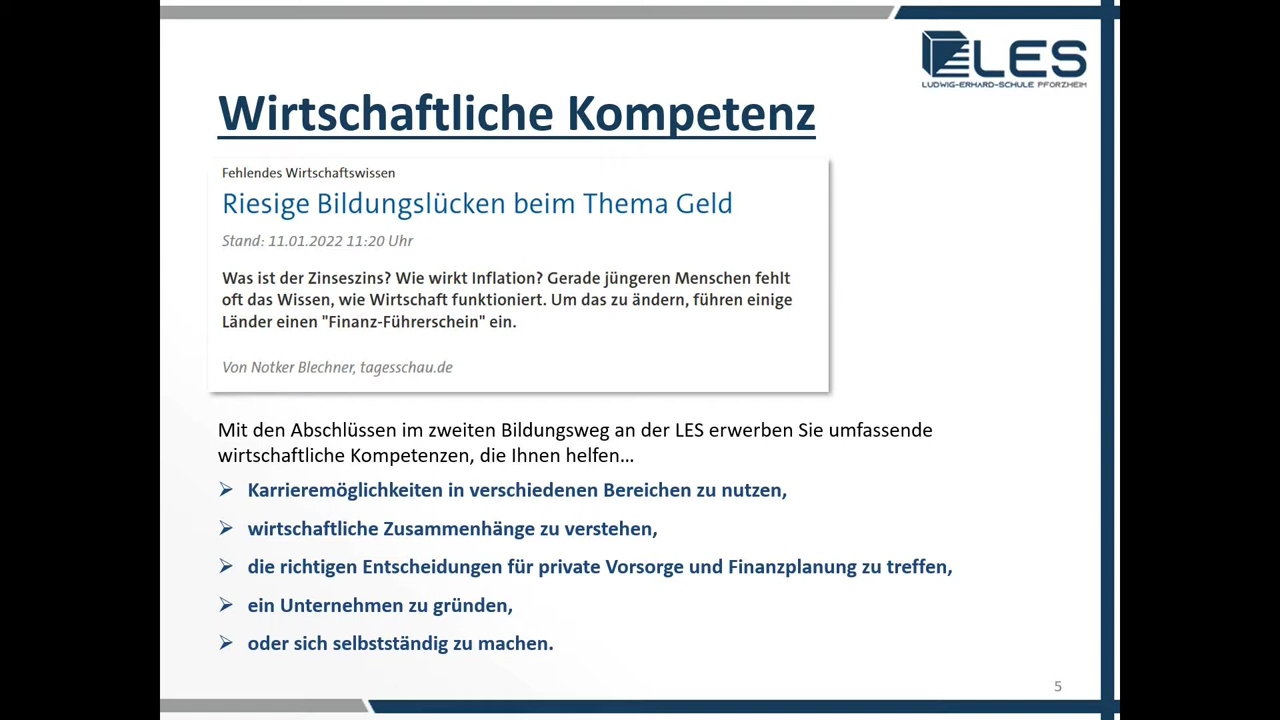 LES
LUDWIG-ERHARD-SCHULE PFORZHEIM
Wirtschaftliche Kompetenz
Fehlendes Wirtschaftswissen
Riesige Bildungslücken beim Thema Geld
Stand: 11.01.2022 11:20 Uhr
Was ist der Zinseszins? Wie wirkt Inflation? Gerade jüngeren Menschen fehlt
oft das Wissen, wie Wirtschaft funktioniert. Um das zu ändern, führen einige
Länder einen "Finanz-Führerschein" ein.
Von Notker Blechner, tagesschau.de
Mit den Abschlüssen im zweiten Bildungsweg an der LES erwerben Sie umfassende
wirtschaftliche Kompetenzen, die Ihnen helfen…
➢ Karrieremöglichkeiten in verschiedenen Bereichen zu nutzen,
➢ wirtschaftliche Zusammenhänge zu verstehen,
➢ die richtigen Entscheidungen für private Vorsorge und Finanzplanung zu treffen,
➢ ein Unternehmen zu gründen,
➢ oder sich selbstständig zu machen.
5